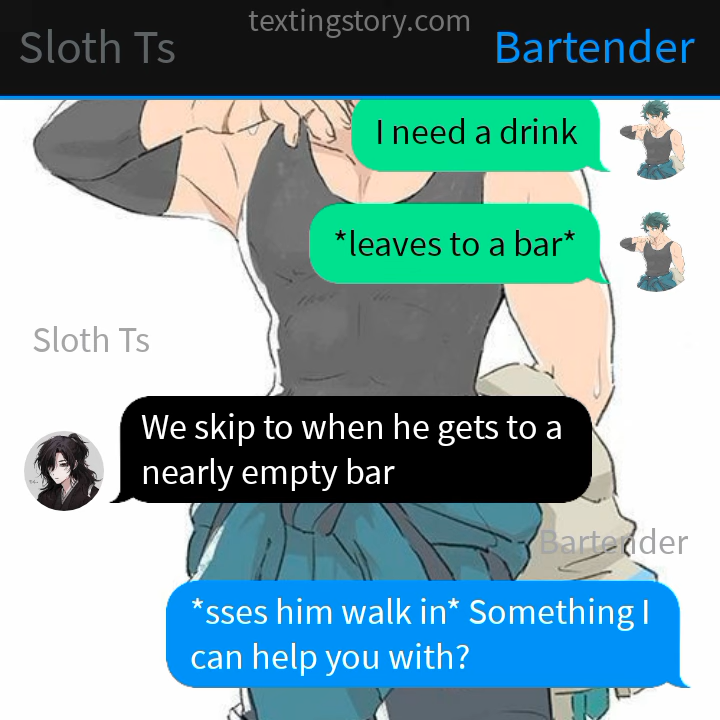 textingstory.com
Sloth Ts
Bartender
I need a drink
*leaves to a bar*
Sloth Ts
We skip to when he gets to a
nearly empty bar
Bartender
*sses him walk in* Something I
can help you with?